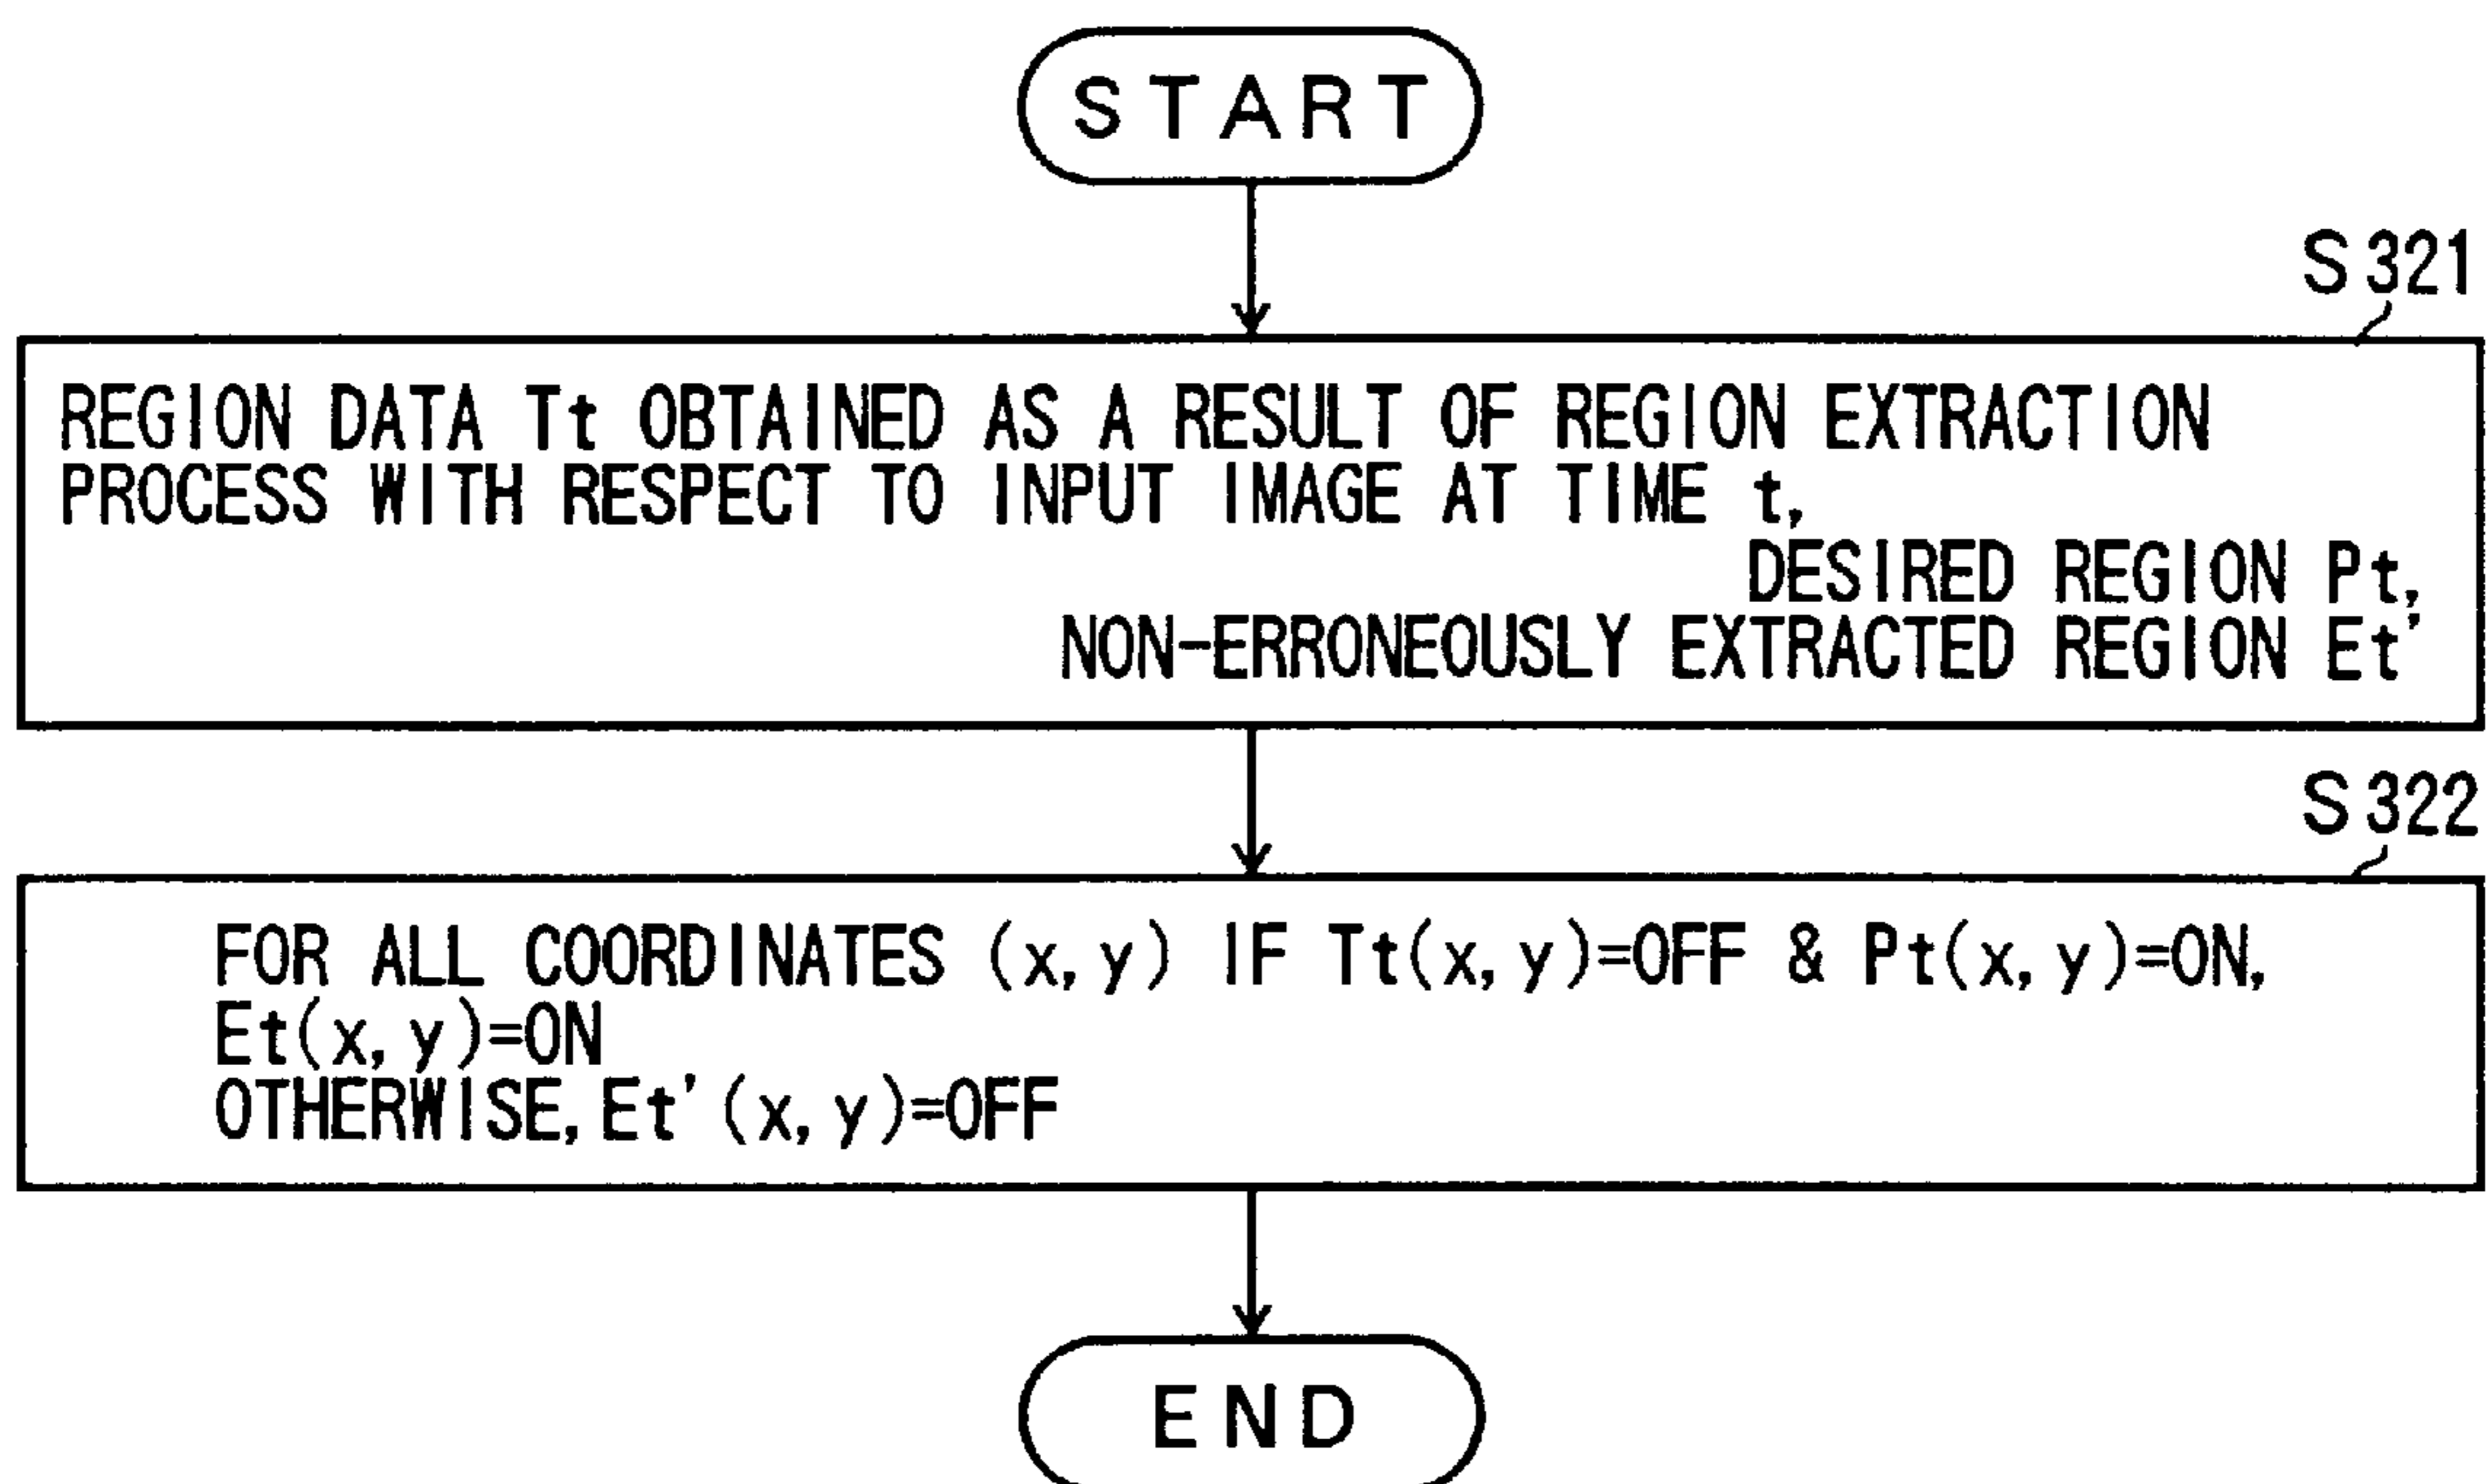 START
S321
REGION DATA Tt OBTAINED AS A RESULT OF REGION EXTRACTION
PROCESS WITH RESPECT TO INPUT IMAGE AT TIME t,
DESIRED REGION Pt,
NON-ERRONEOUSLY EXTRACTED REGION Et'
S322
FOR ALL COORDINATES (x, y) IF Tt(x, y)=OFF & Pt(x, y)=ON,
Et(x, y)=ON
OTHERWISE, Et'(x, y)=OFF
END